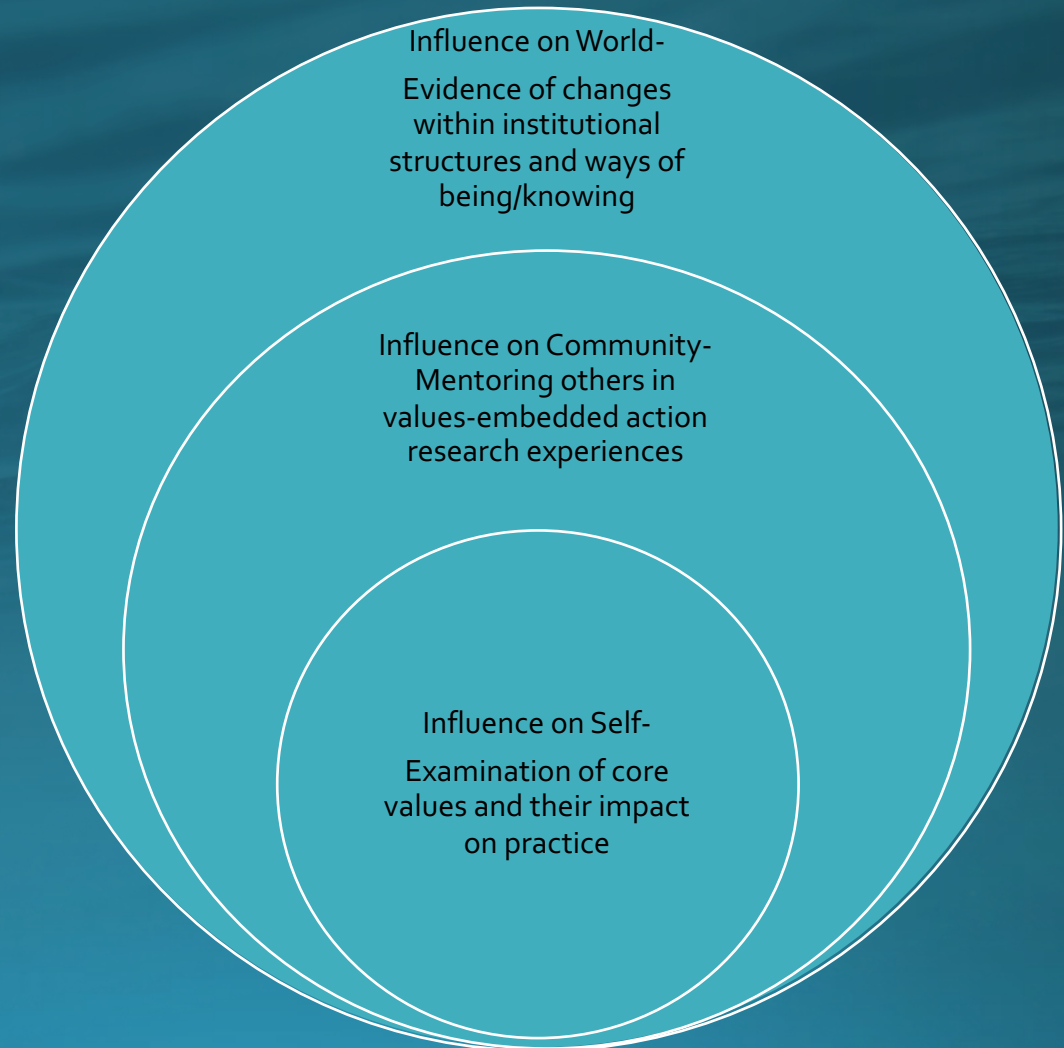 Influence on World-
Evidence of changes
within institutional
structures and ways of
being/knowing
Influence on Community-
Mentoring others in
values-embedded action
research experiences
Influence on Self-
Examination of core
values and their impact
on practice